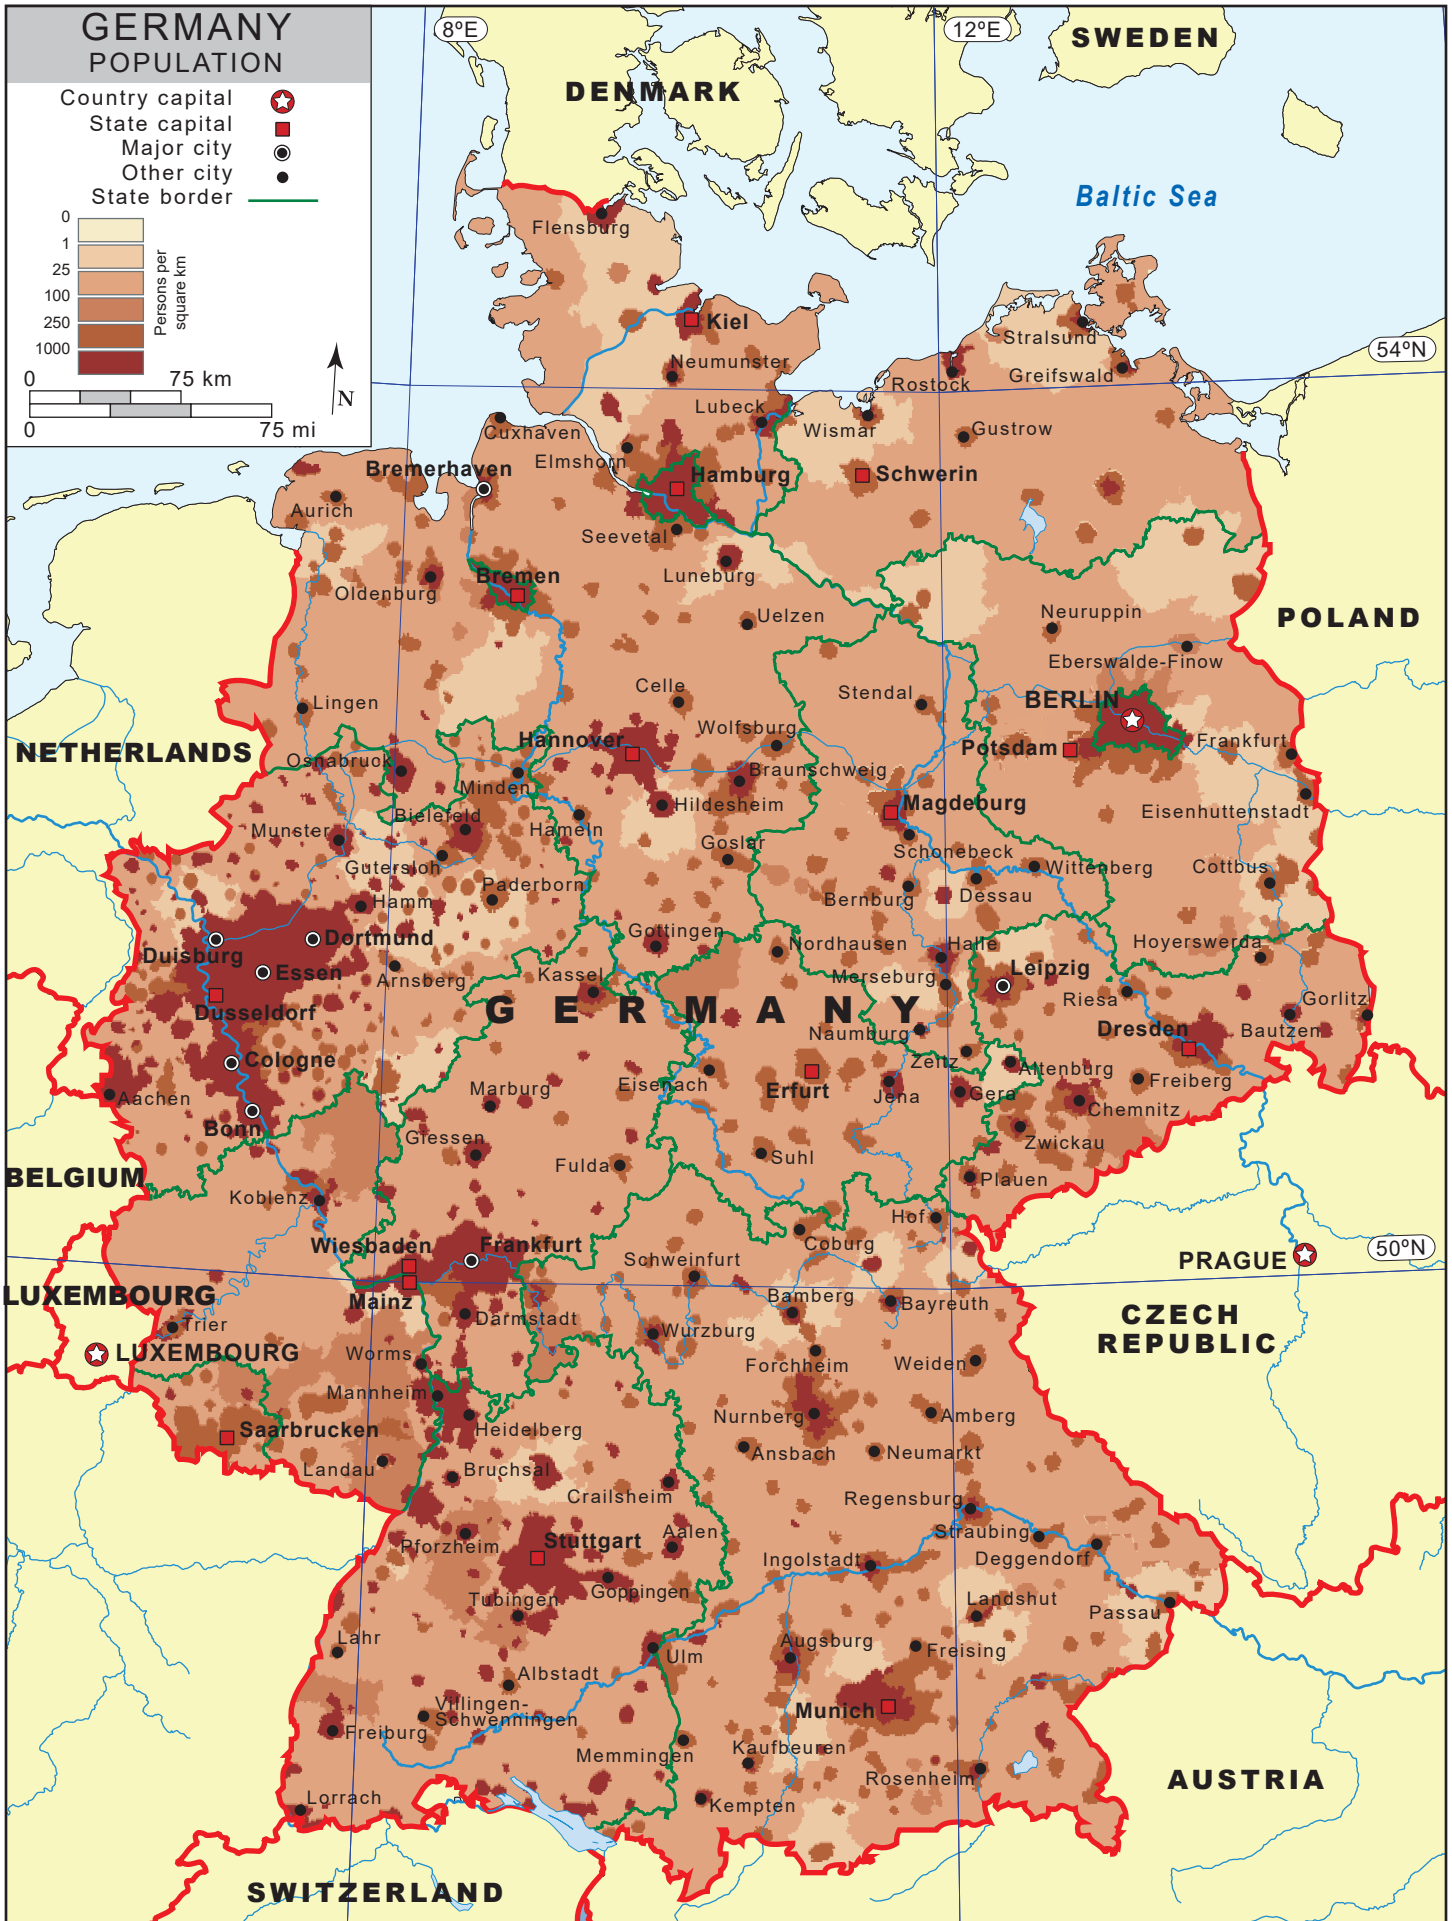 GERMANY
POPULATION
Country capital
State capital
Major city
Other city
State border
0
1
25
100
250
1000
Persons per
square km
0
75 km
0
75 mi
N
8°E
12°E
54°N
50°N
SWEDEN
DENMARK
Baltic Sea
Flensburg
Kiel
Neumunster
Stralsund
Greifswald
Rostock
Lubeck
Wismar
Gustrow
Cuxhaven
Elmshorn
Bremerhaven
Hamburg
Schwerin
Aurich
Seevetal
Luneburg
Bremen
Oldenburg
Uelzen
Neuruppin
POLAND
Eberswalde-Finow
Celle
Stendal
BERLIN
Lingen
Wolfsburg
Hannover
Potsdam
Frankfurt
NETHERLANDS
Osnabruok
Braunschweig
Minden
Hildesheim
Magdeburg
Eisenhuttenstadt
Munster
Bielefeld
Hameln
Goslar
Schonebeck
Gutersloh
Wittenberg
Cottbus
Paderborn
Bernburg
Dessau
Hamm
Dortmund
Gottingen
Nordhausen
Halle
Hoyerswerda
Duisburg
Essen
Arnsberg
Kassel
Merseburg
Leipzig
Riesa
Gorlitz
Dusseldorf
GERMANY
Naumburg
Dresden
Bautzen
Cologne
Zeitz
Altenburg
Aachen
Marburg
Eisenach
Erfurt
Jena
Gera
Freiberg
Chemnitz
Bonn
Giessen
Zwickau
BELGIUM
Fulda
Suhl
Plauen
Koblenz
Hof
Wiesbaden
Frankfurt
Schweinfurt
Coburg
PRAGUE
LUXEMBOURG
Mainz
Bamberg
Bayreuth
Darmstadt
CZECH
REPUBLIC
Trier
Wurzburg
LUXEMBOURG
Worms
Forchheim
Weiden
Mannheim
Nurnberg
Amberg
Saarbrucken
Heidelberg
Ansbach
Neumarkt
Landau
Bruchsal
Crailsheim
Regensburg
Straubing
Pforzheim
Stuttgart
Aalen
Ingolstadt
Deggendorf
Goppingen
Tubingen
Landshut
Passau
Lahr
Ulm
Augsburg
Freising
Albstadt
Villingen-
Schwenningen
Munich
Freiburg
Memmingen
Kaufbeuren
Rosenheim
AUSTRIA
Lorrach
Kempten
SWITZERLAND